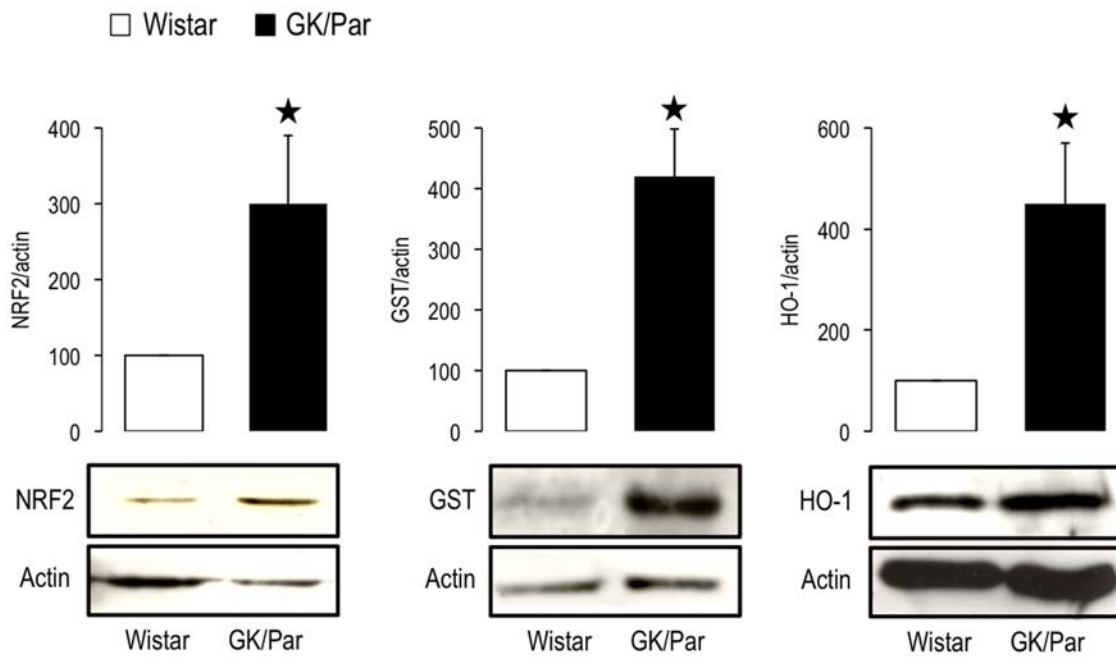 Wistar GK/Par
NRF2/actin
400
300
200
100
0
NRF2
Actin
Wistar GK/Par
GST/actin
500
400
300
200
100
0
GST
Actin
Wistar GK/Par
HO-1/actin
600
400
200
0
HO-1
Actin
Wistar GK/Par